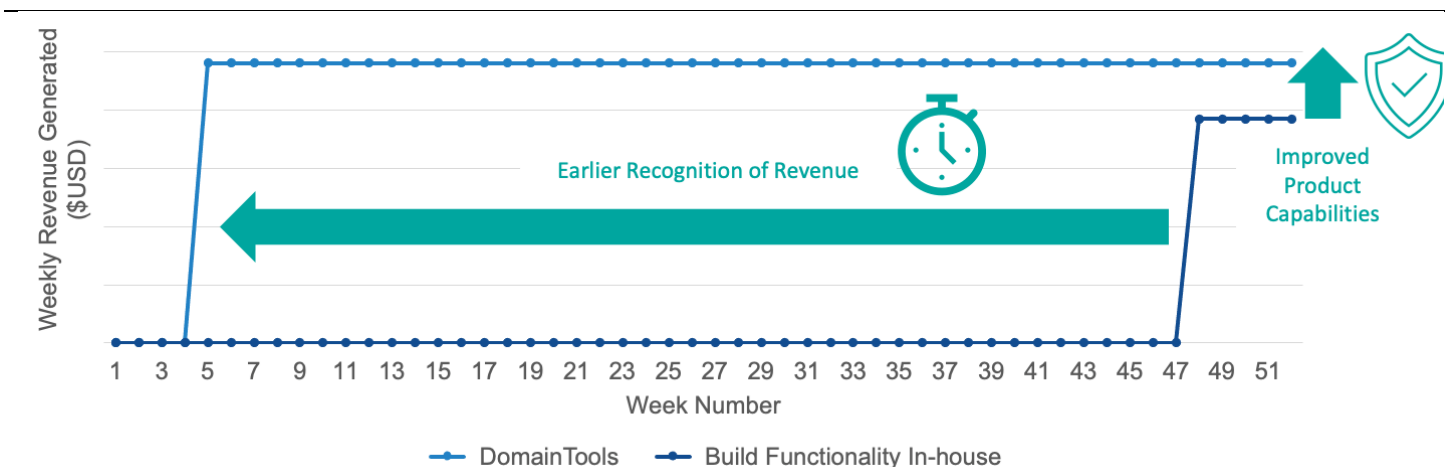 Weekly Revenue Generated
($USD)
Earlier Recognition of Revenue
Improved
Product
Capabilities
1 3 5 7 9 11 13 15 17 19 21 23 25 27 29 31 33 35 37 39 41 43 45 47 49 51
Week Number
DomainTools Build Functionality In-house